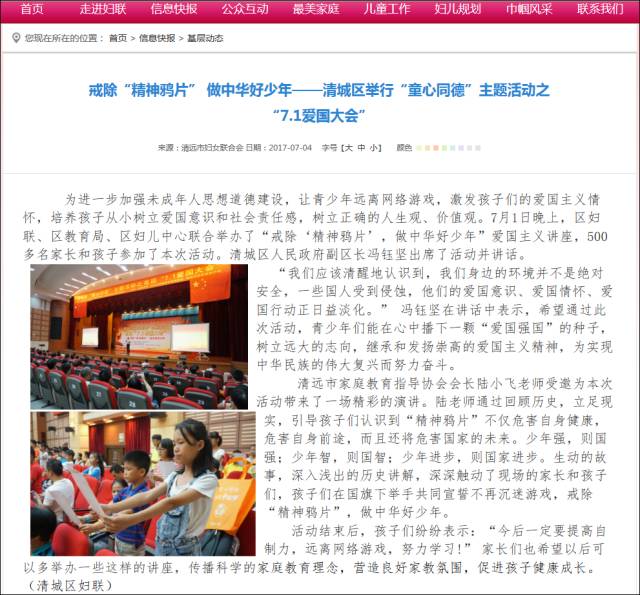 首页 走进妇联 信息快报 公众互动 最美家庭 儿童工作 妇儿规划 巾帼风采 联系我们
您现在所在的位置： 首页 > 信息快报 > 基层动态
戒除“精神鸦片” 做中华好少年——清城区举行“童心同德”主题活动之
“7.1爱国大会”
来源：清远市妇女联合会 日期：2017-07-04 字号【大 中 小】 颜色
为进一步加强未成年人思想道德建设，让青少年远离网络游戏，激发孩子们的爱国主义情
怀，培养孩子从小树立爱国意识和社会责任感，树立正确的人生观、价值观。7月1日晚上，区妇
联、区教育局、区妇儿中心联合举办了“戒除‘精神鸦片’，做中华好少年”爱国主义讲座，500
多名家长和孩子参加了本次活动。清城区人民政府副区长冯钰坚出席了活动并讲话。
“我们应该清醒地认识到，我们身边的环境并不是绝对
安全，一些国人受到侵蚀，他们的爱国意识、爱国情怀、爱
国行动正日益淡化。” 冯钰坚在讲话中表示，希望通过此
次活动，青少年们能在心中播下一颗“爱国强国”的种子，
树立远大的志向，继承和发扬崇高的爱国主义精神，为实现
中华民族的伟大复兴而努力奋斗。
清远市家庭教育指导协会会长陆小飞老师受邀为本次
活动带来了一场精彩的演讲。陆老师通过回顾历史，立足现
实，引导孩子们认识到“精神鸦片”不仅危害自身健康，
危害自身前途，而且还将危害国家的未来。少年强，则国
强；少年智，则国智；少年进步，则国家进步。生动的故
事，深入浅出的历史讲解，深深触动了现场的家长和孩子
们，孩子们在国旗下举手共同宣誓不再沉迷游戏，戒除
“精神鸦片”，做中华好少年。
活动结束后，孩子们纷纷表示：“今后一定要提高自
制力，远离网络游戏，努力学习!” 家长们也希望以后可
以多举办一些这样的讲座，传播科学的家庭教育理念，营造良好家教氛围，促进孩子健康成长。
（清城区妇联）